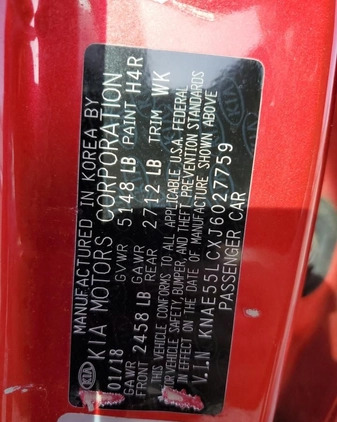 MANUFACTURED IN KOREA BY
KIA KIA MOTORS CORPORATION
01/18 GVWR 5148 LB PAINT H4R
GAWR GAWR
FRONT 2458 LB REAR 2712 LB TRIM WK
THIS VEHICLE CONFORMS TO ALL APPLICABLE U.S.A. FEDERAL
MOTOR VEHICLE SAFETY, BUMPER, AND THEFT PREVENTION STANDARDS
IN EFFECT ON THE DATE OF MANUFACTURE SHOWN ABOVE
V.I.N KNAE55LCXJ6027759
PASSENGER CAR